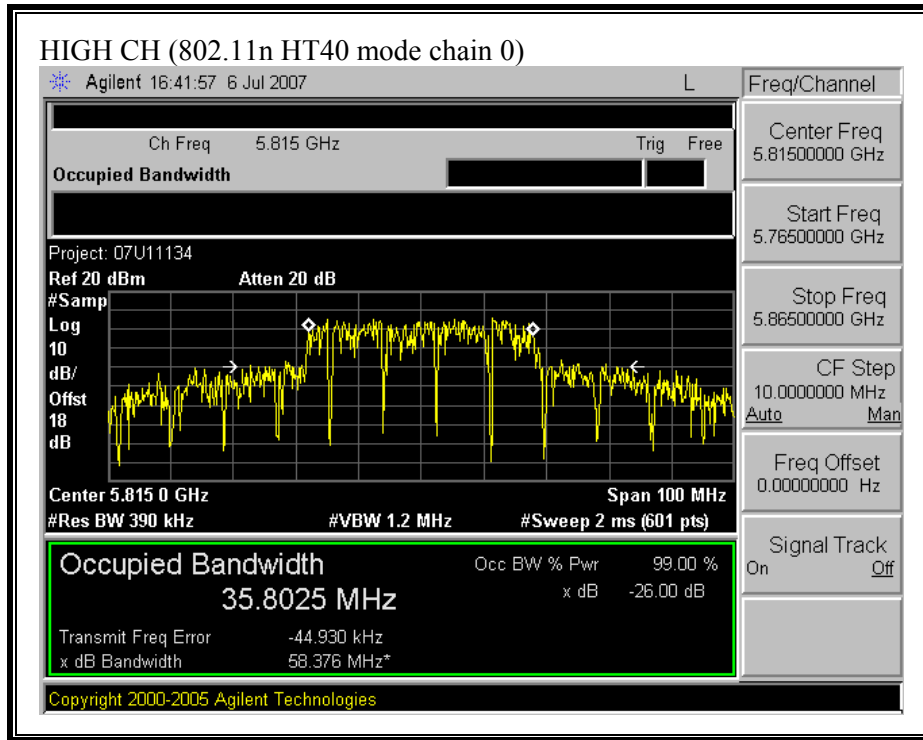 HIGH CH (802.11n HT40 mode chain 0)
Agilent 16:41:57 6 Jul 2007 L
Freq/Channel
Ch Freq 5.815 GHz Trig Free
Occupied Bandwidth
Center Freq
5.81500000 GHz
Start Freq
5.76500000 GHz
Stop Freq
5.86500000 GHz
CF Step
10.0000000 MHz
Auto Man
Freq Offset
0.00000000 Hz
Signal Track
On Off
Project: 07U11134
Ref 20 dBm Atten 20 dB
#Samp
Log
10
dB/
Offst
18
dB
Center 5.815 0 GHz Span 100 MHz
#Res BW 390 kHz #VBW 1.2 MHz #Sweep 2 ms (601 pts)
Occupied Bandwidth Occ BW % Pwr 99.00 %
35.8025 MHz x dB -26.00 dB
Transmit Freq Error -44.930 kHz
x dB Bandwidth 58.376 MHz*
Copyright 2000-2005 Agilent Technologies